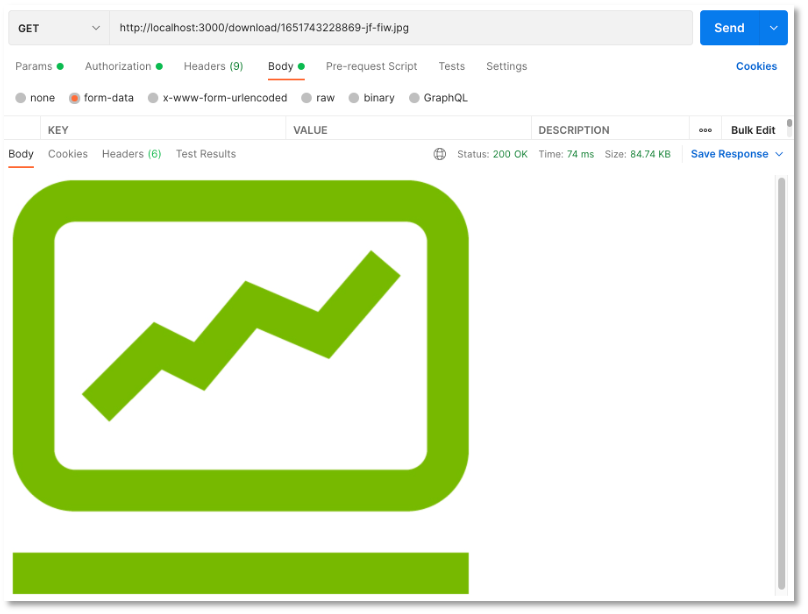 GET http://localhost:3000/download/1651743228869-jf-fiw.jpg Send
Params Authorization Headers (9) Body Pre-request Script Tests Settings Cookies
none form-data x-www-form-urlencoded raw binary GraphQL
KEY VALUE DESCRIPTION ooo Bulk Edit
Body Cookies Headers (6) Test Results Status: 200 OK Time: 74 ms Size: 84.74 KB Save Response